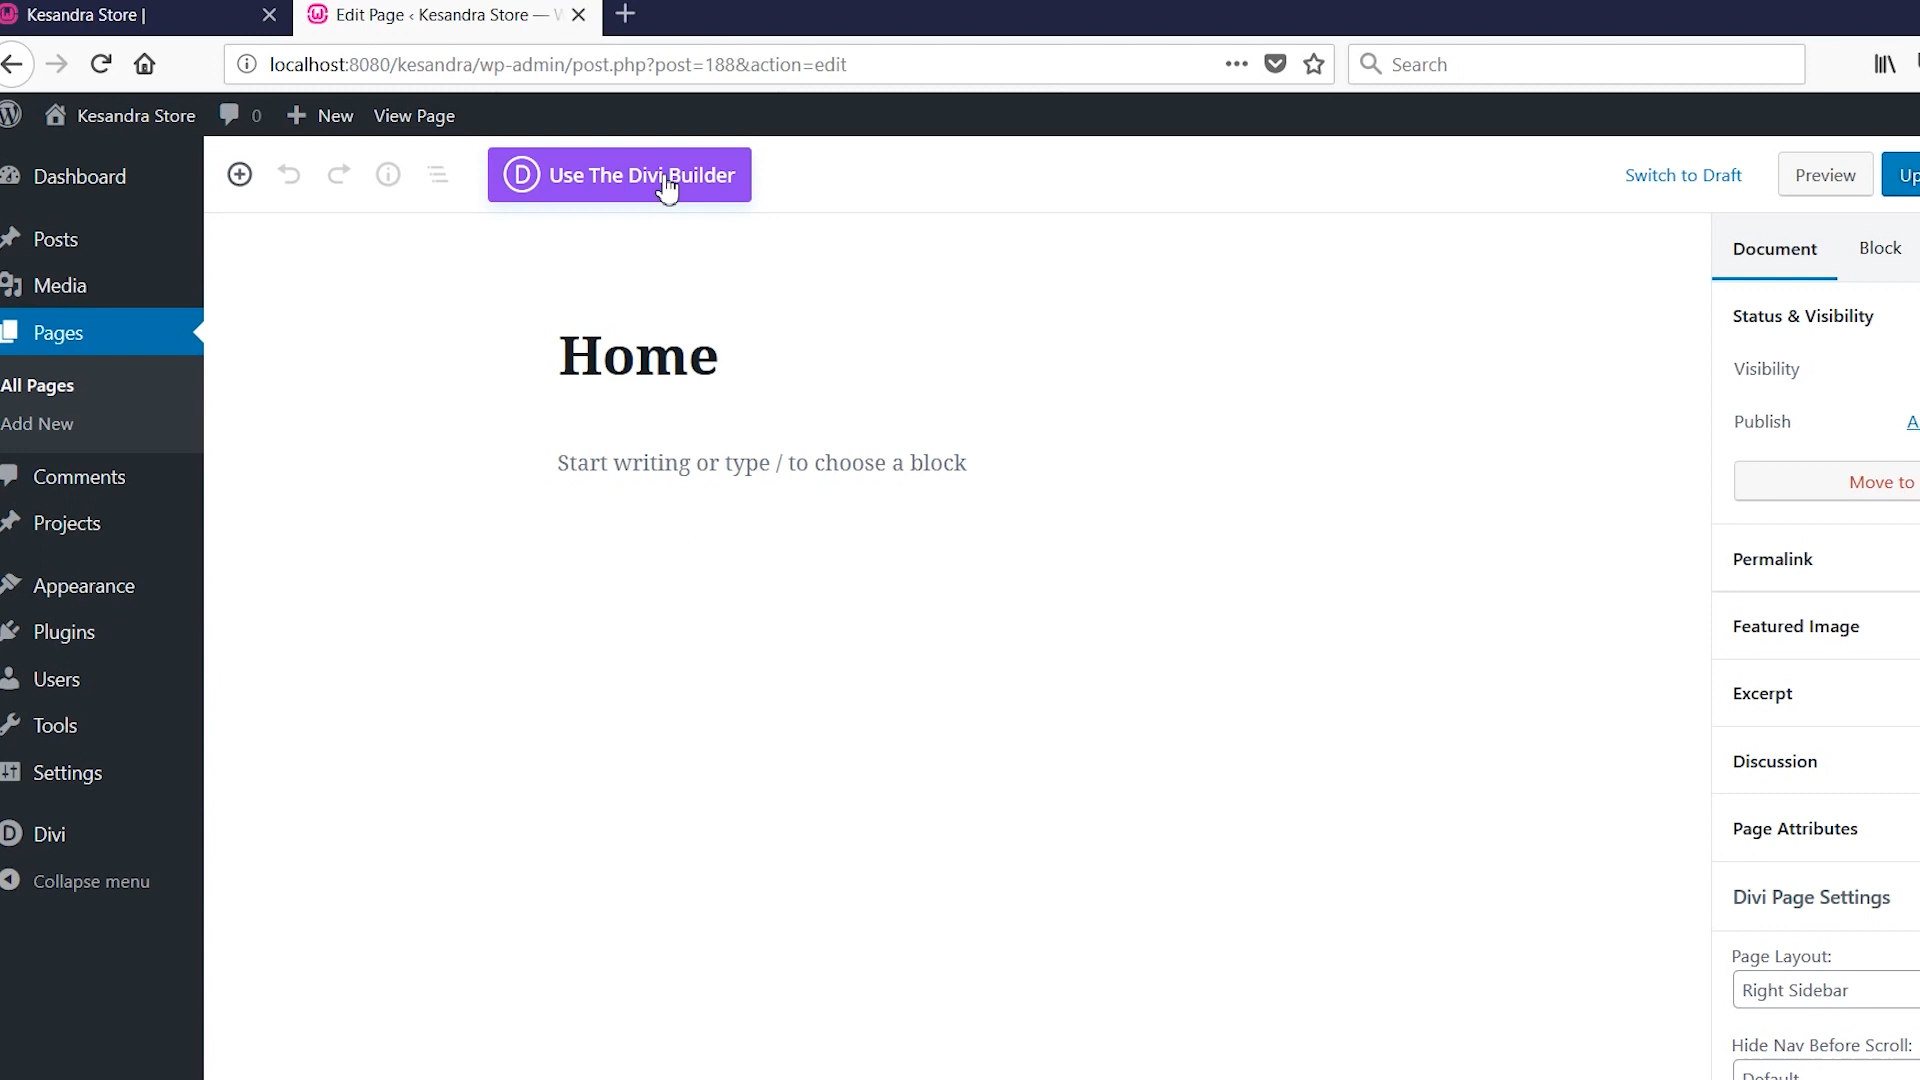 Kesandra Store |
Edit Page ‹ Kesandra Store —
localhost:8080/kesandra/wp-admin/post.php?post=188&action=edit
Search
Kesandra Store
0
New
View Page
Dashboard
Posts
Media
Pages
All Pages
Add New
Comments
Projects
Appearance
Plugins
Users
Tools
Settings
Divi
Collapse menu
D Use The Divi Builder
Switch to Draft
Preview
Up
Home
Start writing or type / to choose a block
Document
Block
Status & Visibility
Visibility
Publish
Move to
Permalink
Featured Image
Excerpt
Discussion
Page Attributes
Divi Page Settings
Page Layout:
Right Sidebar
Hide Nav Before Scroll:
Default